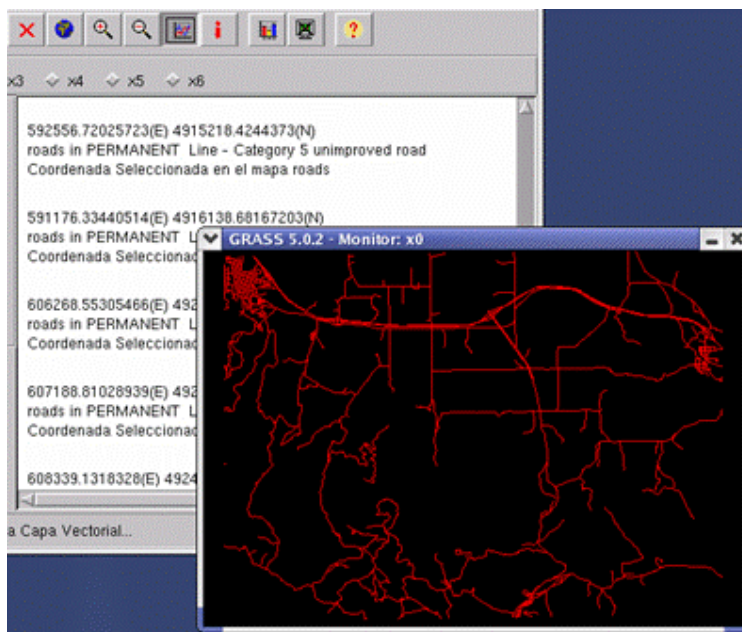 x3 x4 x5 x6
592556.72025723(E) 4915218.4244373(N)
roads in PERMANENT Line - Category 5 unimproved road
Coordenada Seleccionada en el mapa roads
591176.33440514(E) 4916138.68167203(N)
roads in PERMANENT L
Coordenada Seleccionad
GRASS 5.0.2 - Monitor: x0
606268.55305466(E) 492
roads in PERMANENT L
Coordenada Seleccionad
607188.81028939(E) 492
roads in PERMANENT L
Coordenada Seleccionad
608339.1318328(E) 4924
a Capa Vectorial...